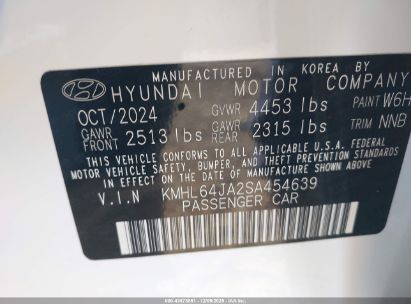 MANUFACTURED IN KOREA BY
HYUNDAI MOTOR COMPANY
OCT/2024 GVWR 4453 lbs PAINT W6H
GAWR FRONT 2513 lbs GAWR REAR 2315 lbs TRIM NNB
THIS VEHICLE CONFORMS TO ALL APPLICABLE U.S.A. FEDERAL
MOTOR VEHICLE SAFETY, BUMPER, AND THEFT PREVENTION
STANDARDS IN EFFECT ON THE DATE OF MANUFACTURE SHOWN ABOVE.
V.I.N KMHL64JA2SA454639
PASSENGER CAR